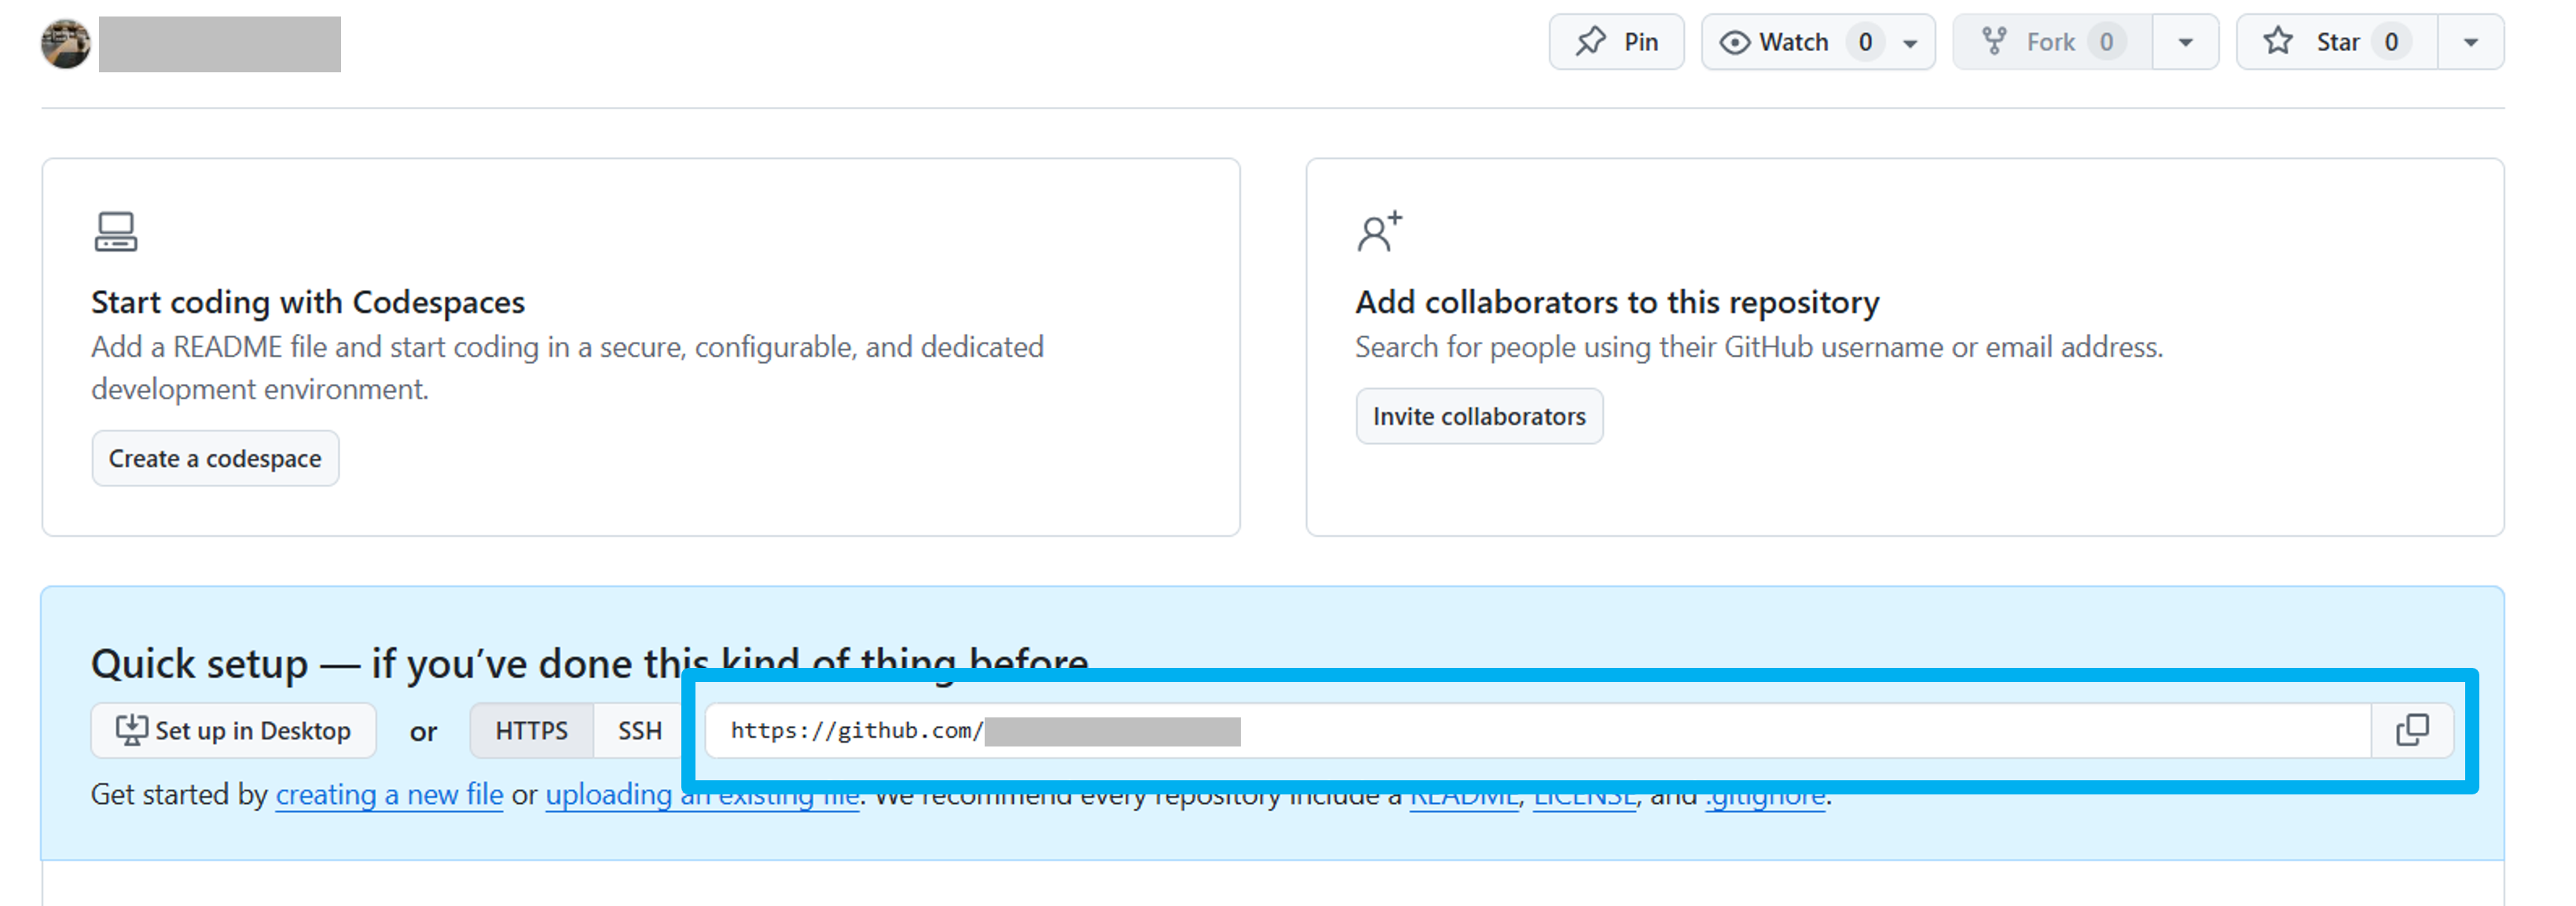 Pin Watch 0 Fork 0 Star 0
Start coding with Codespaces
Add a README file and start coding in a secure, configurable, and dedicated
development environment.
Create a codespace
Add collaborators to this repository
Search for people using their GitHub username or email address.
Invite collaborators
Quick setup — if you’ve done this kind of thing before
Set up in Desktop or HTTPS SSH https://github.com/
Get started by creating a new file or uploading an existing file. We recommend every repository include a README, LICENSE, and .gitignore.